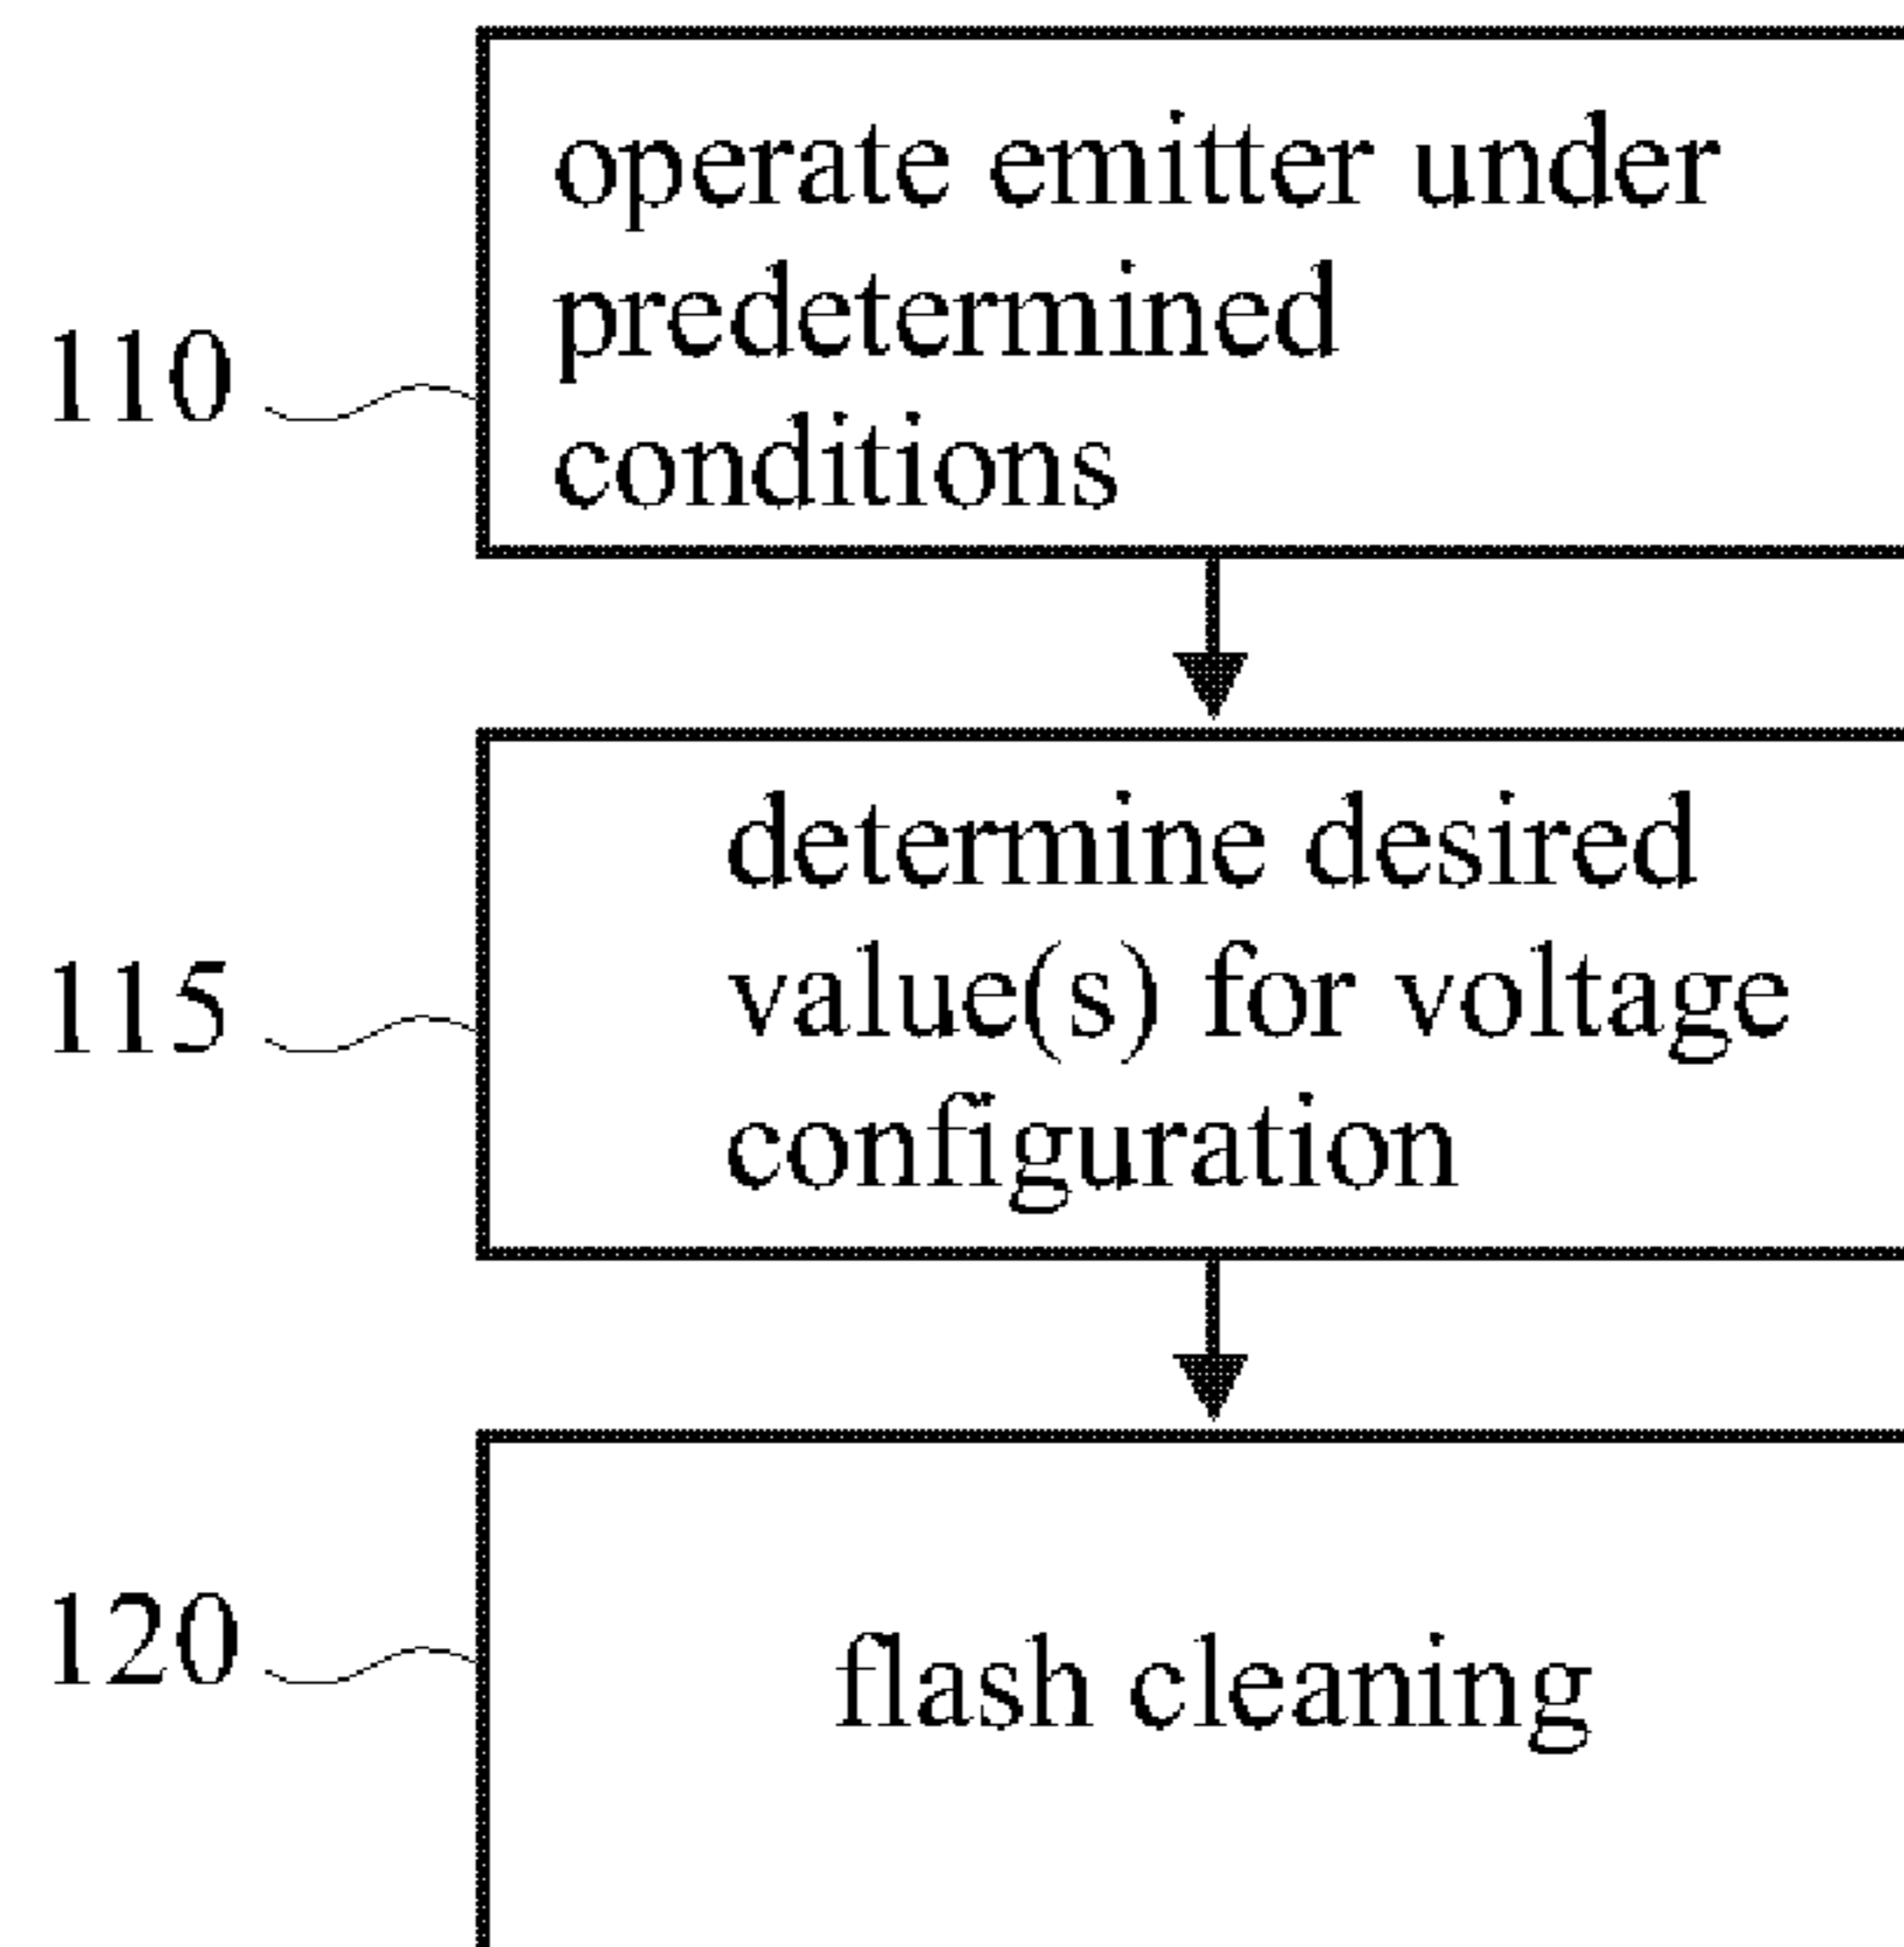 operate emitter under
predetermined
110
conditions
determine desired
value(s) for voltage
115
configuration
120
flash cleaning